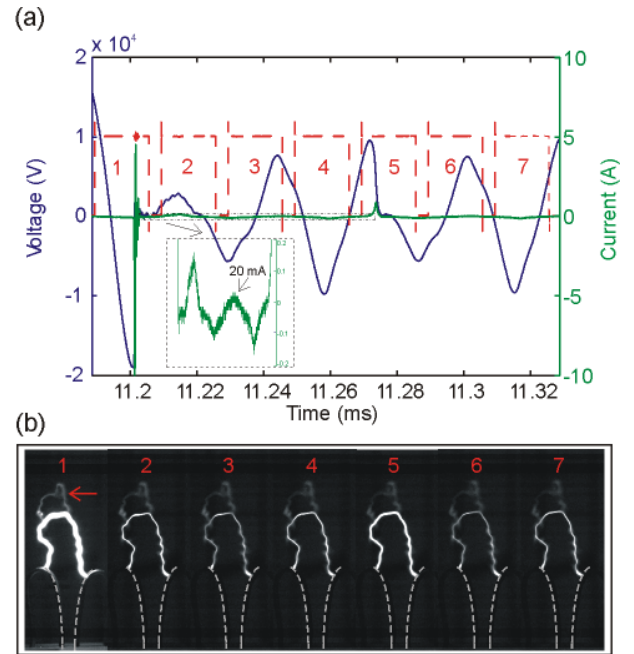 (a)
2 x 10⁴
10
1
5
0
0
-1
-5
-2
-10
Voltage (V)
Current (A)
1 2 3 4 5 6 7
20 mA
0.2
0.1
0
-0.1
-0.2
11.2 11.22 11.24 11.26 11.28 11.3 11.32
Time (ms)
(b)
1 2 3 4 5 6 7